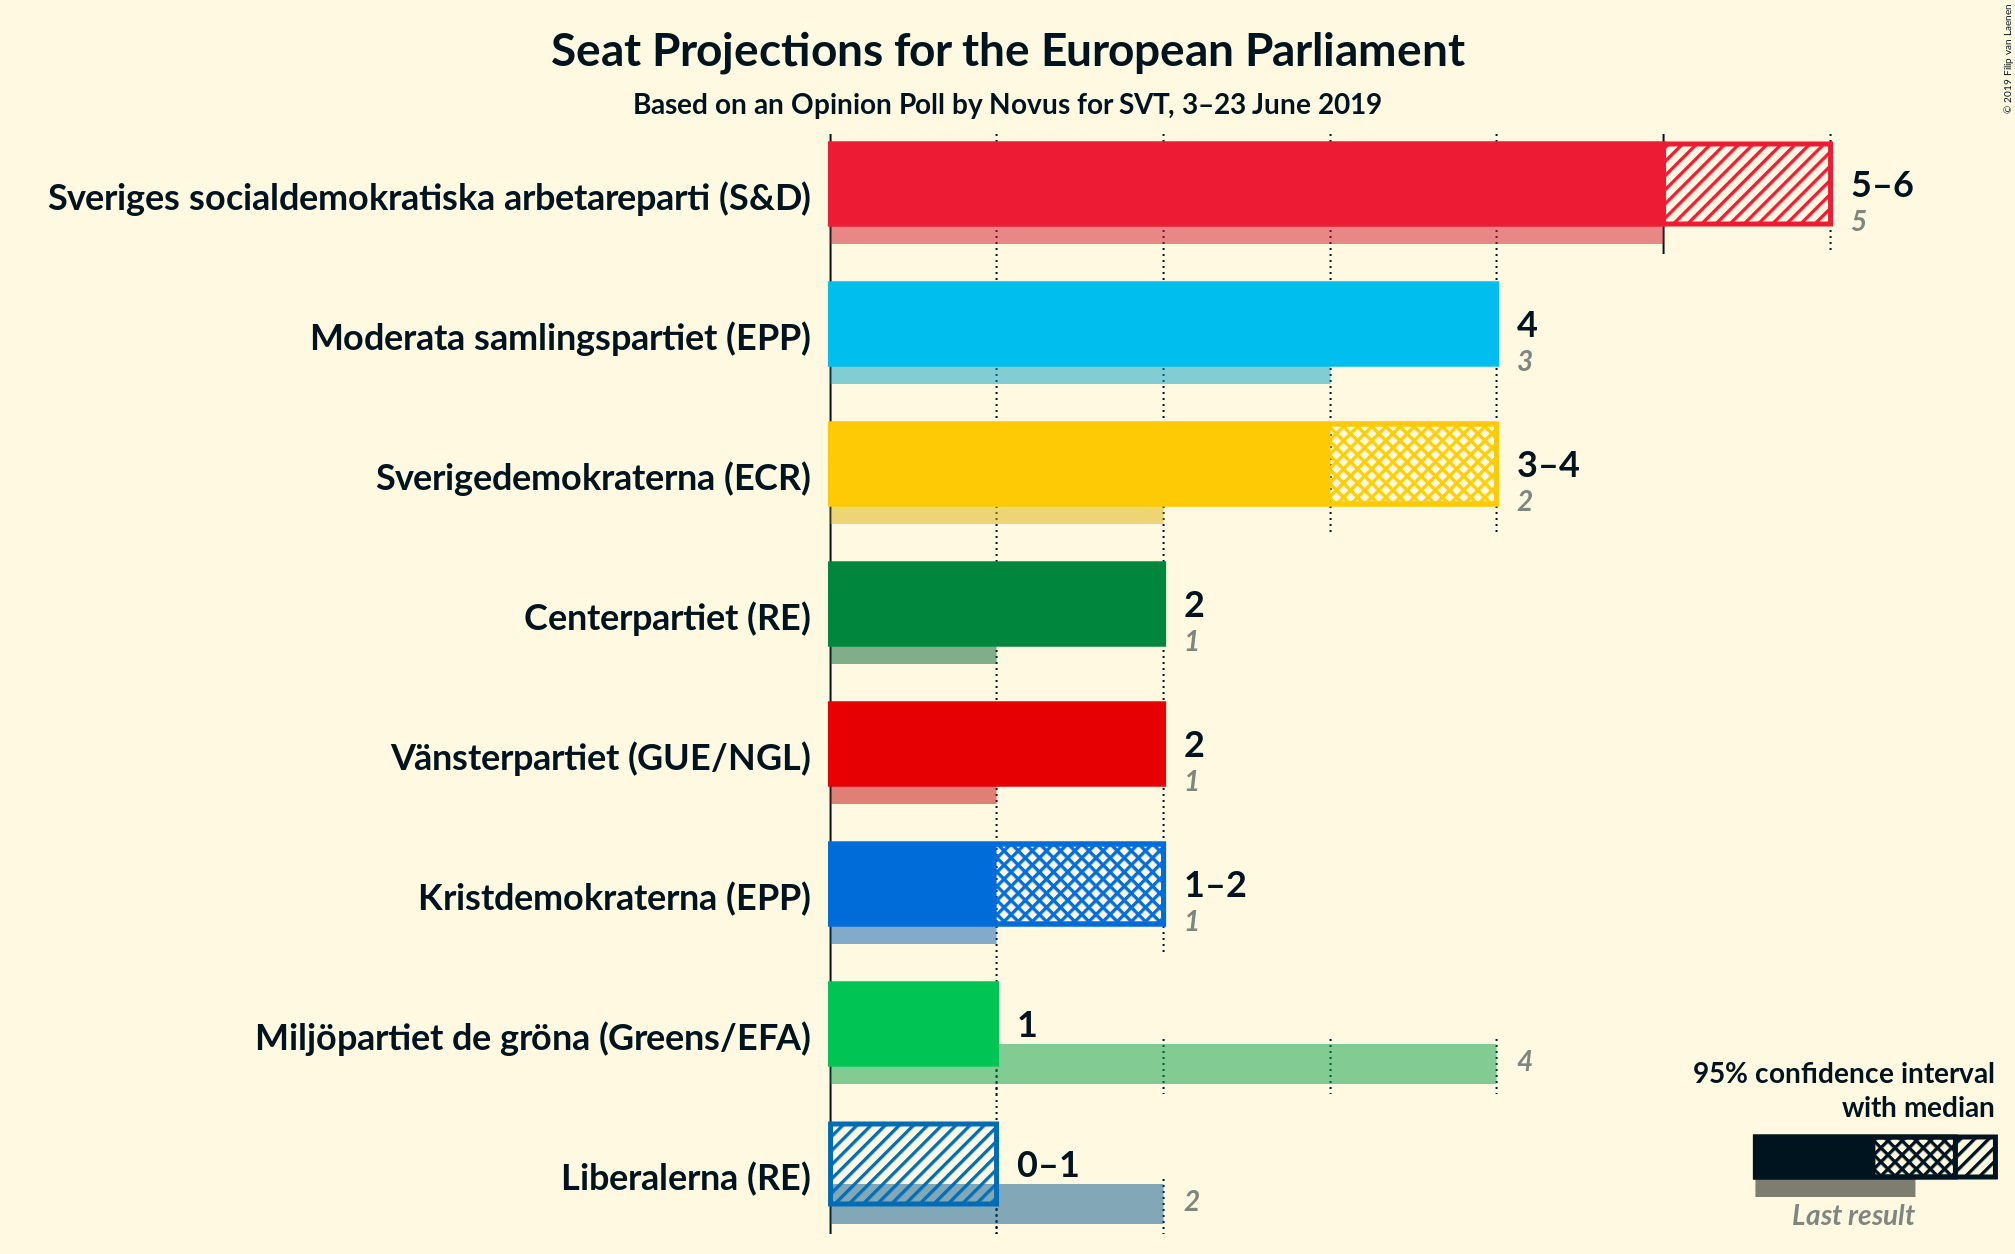 Seat Projections for the European Parliament
Based on an Opinion Poll by Novus for SVT, 3–23 June 2019
© 2019 Filip van Laenen
Sveriges socialdemokratiska arbetareparti (S&D)
5–6
5
Moderata samlingspartiet (EPP)
4
3
Sverigedemokraterna (ECR)
3–4
2
Centerpartiet (RE)
2
1
Vänsterpartiet (GUE/NGL)
2
1
Kristdemokraterna (EPP)
1–2
1
Miljöpartiet de gröna (Greens/EFA)
1
4
Liberalerna (RE)
0–1
2
95% confidence interval
with median
Last result